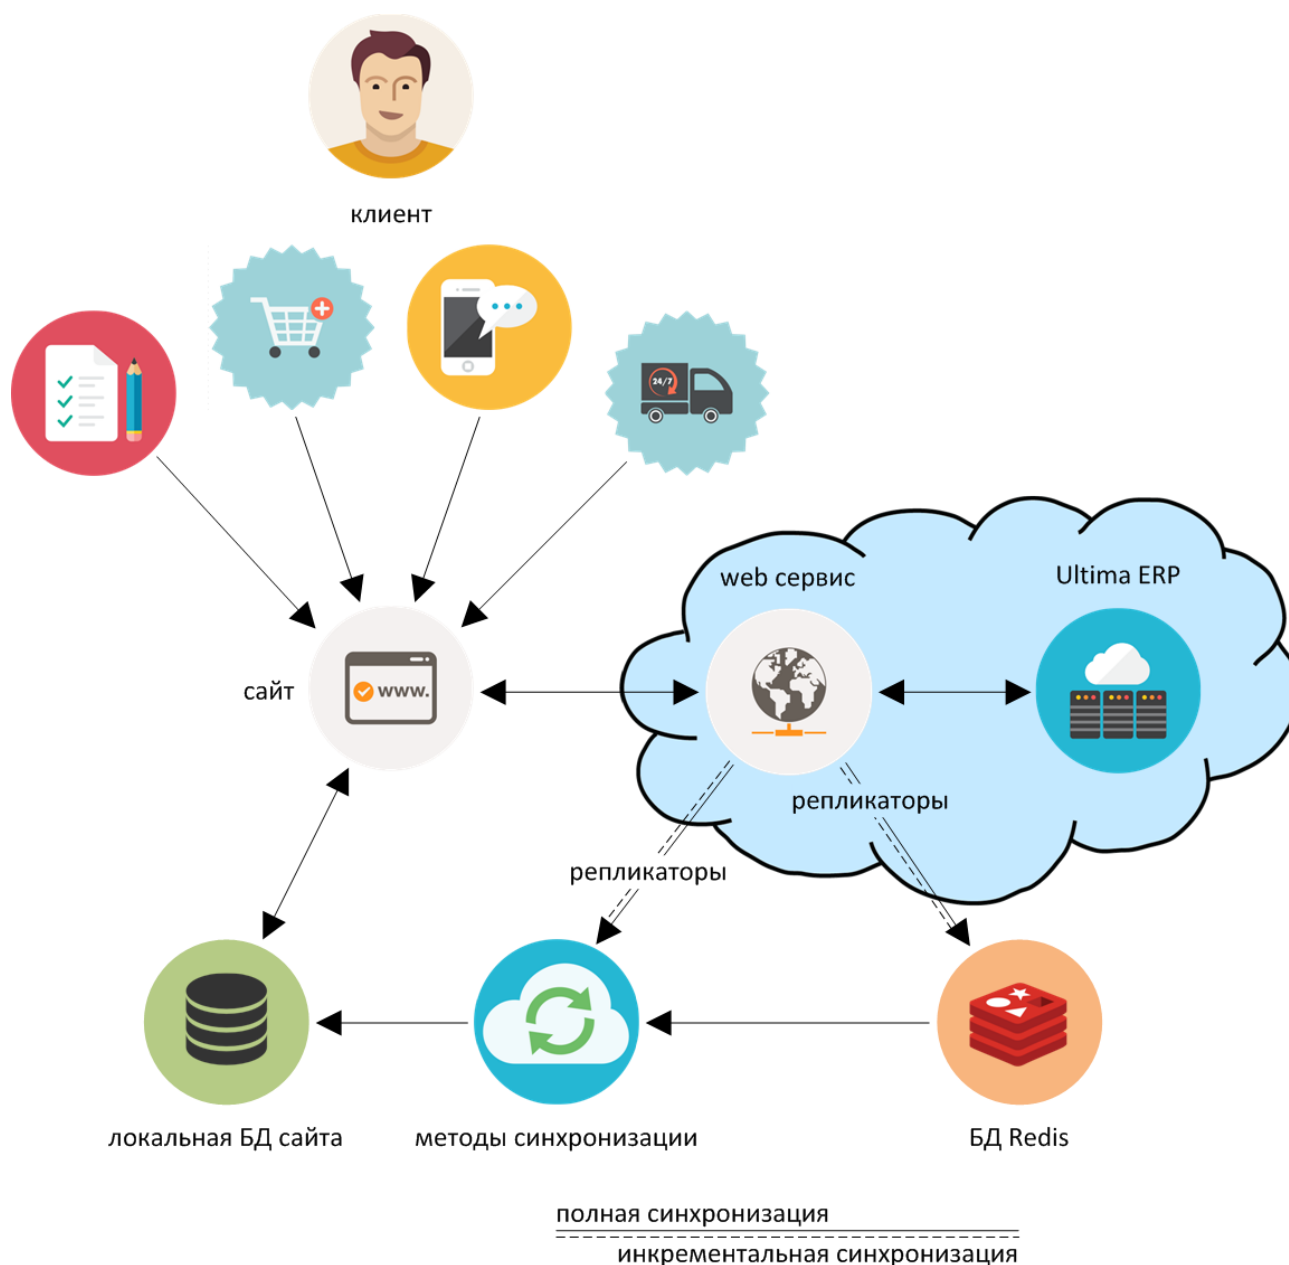 клиент
24/7
web сервис
Ultima ERP
сайт
www.
репликаторы
репликаторы
локальная БД сайта
методы синхронизации
БД Redis
полная синхронизация
инкрементальная синхронизация